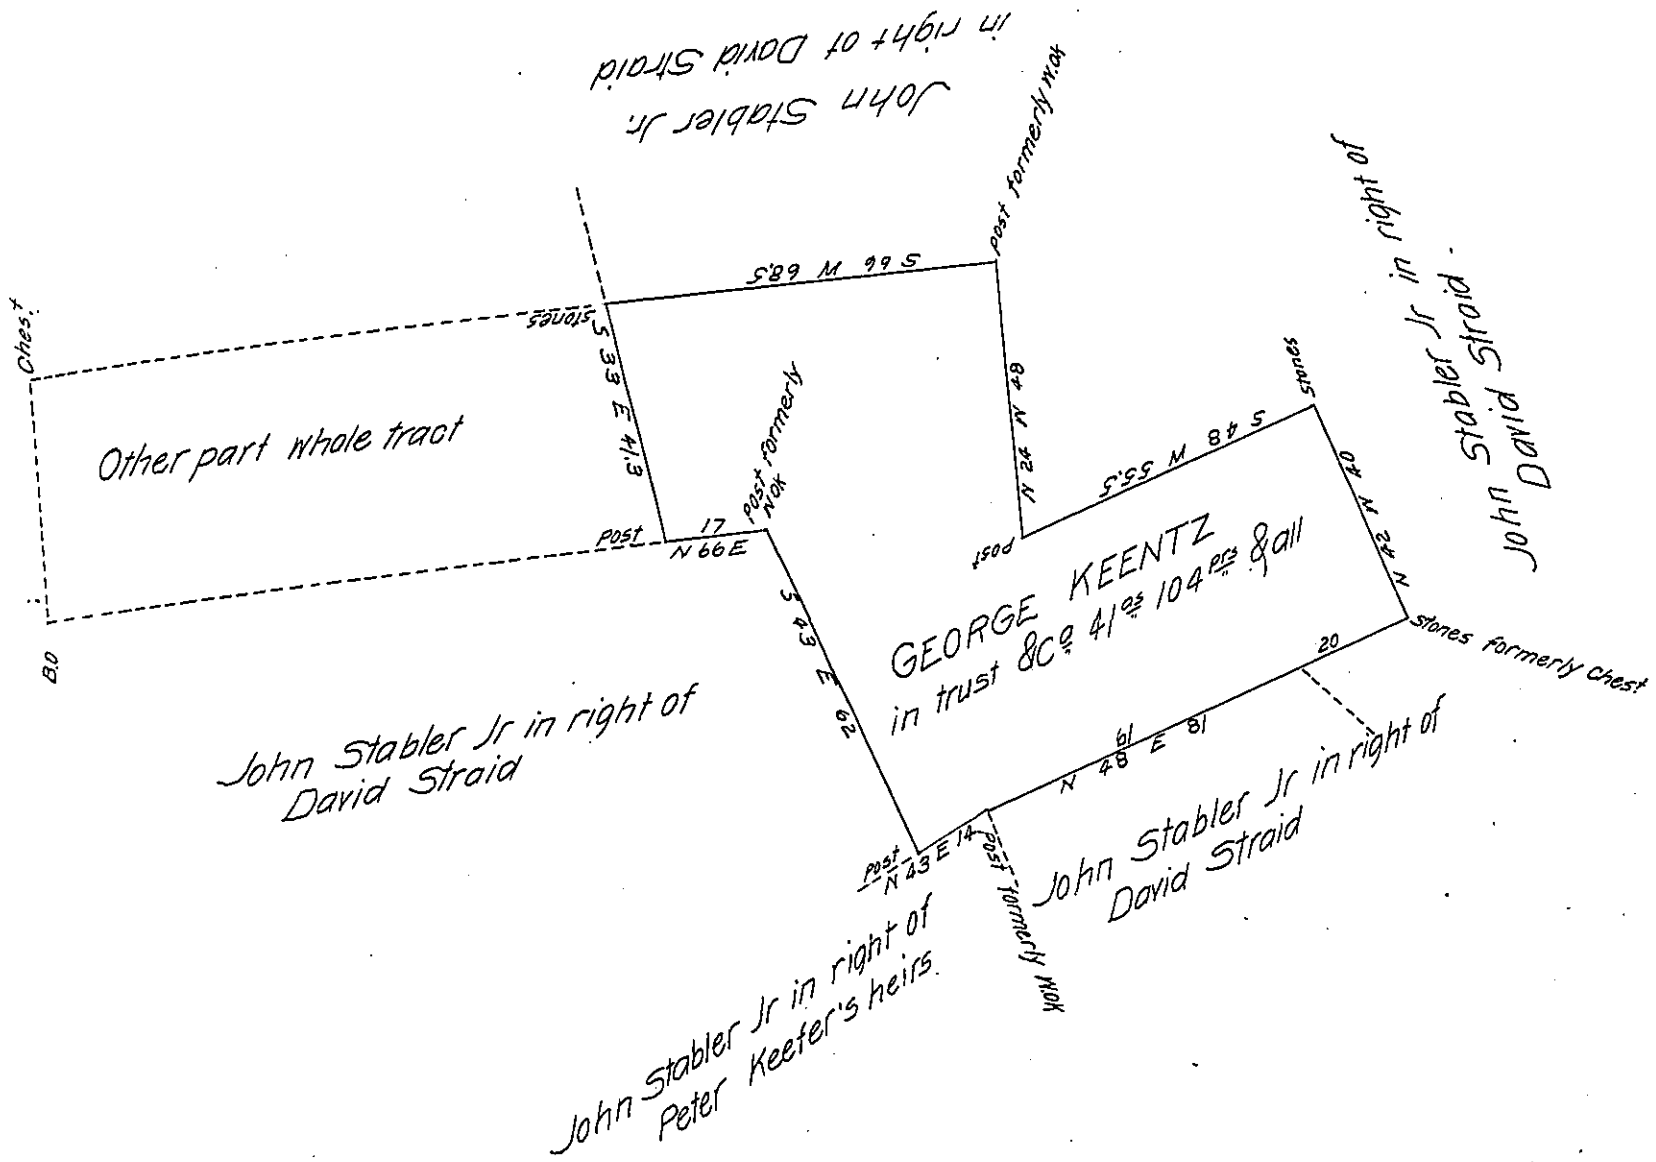 in right of David Straid
John Stabler Jr.
post formerly W.OK
John Stabler Jr in right of
David Straid.
S 66 W 68.5
Chest.
stones
S 33 E 41.3
Other part whole tract
Post formerly
N 24 W 48
stones
S 48 W 55.5
N 42 W 40
post
17
N 66 E
post
GEORGE KEENTZ
in trust &Co 41as 104prs &all
S 43 E 62
stones formerly Chest
20
B.O
John Stabler Jr in right of
David Straid
61
N 48 E 81
Post
N 43 E 14
Post formerly W.OK
John Stabler Jr in right of
David Straid
John Stabler Jr in right of
Peter Keefer's heirs.